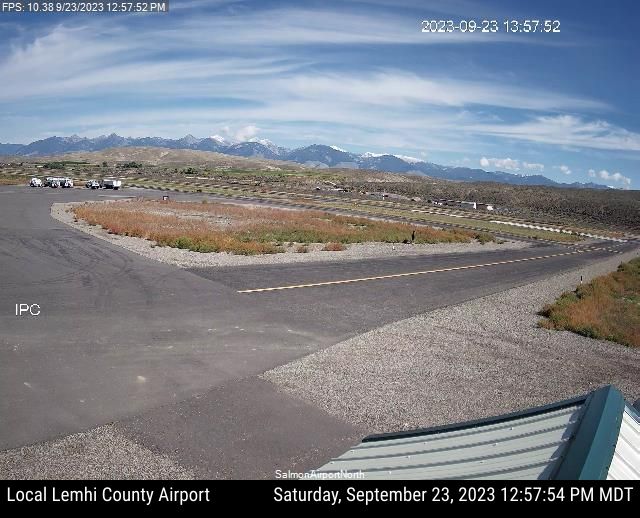 FPS: 10.38 9/23/2023 12:57:52 PM
2023-09-23 13:57:52
IPC
SalmonAirportNorth
Local Lemhi County Airport Saturday, September 23, 2023 12:57:54 PM MDT